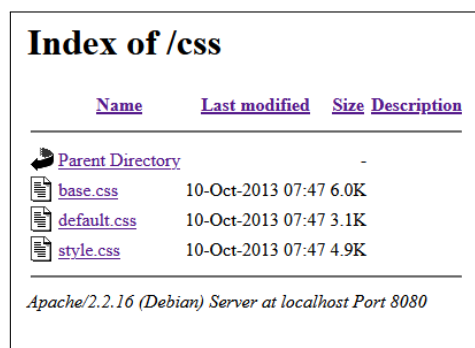 Index of /css
Name Last modified Size Description
Parent Directory -
base.css 10-Oct-2013 07:47 6.0K
default.css 10-Oct-2013 07:47 3.1K
style.css 10-Oct-2013 07:47 4.9K
Apache/2.2.16 (Debian) Server at localhost Port 8080